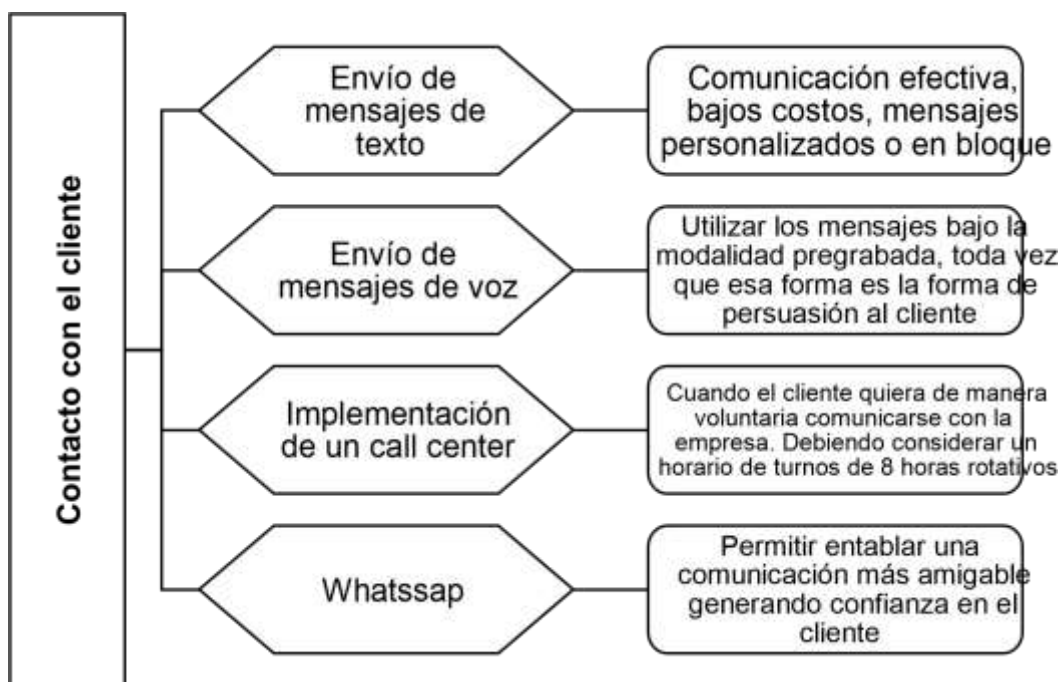 Contacto con el cliente
Envío de
mensajes de
texto
Comunicación efectiva,
bajos costos, mensajes
personalizados o en bloque
Envío de
mensajes de voz
Utilizar los mensajes bajo la
modalidad pregrabada, toda vez
que esa forma es la forma de
persuasión al cliente
Implementación
de un call center
Cuando el cliente quiera de manera
voluntaria comunicarse con la
empresa. Debiendo considerar un
horario de turnos de 8 horas rotativos
Whatssap
Permitir entablar una
comunicación más amigable
generando confianza en el
cliente